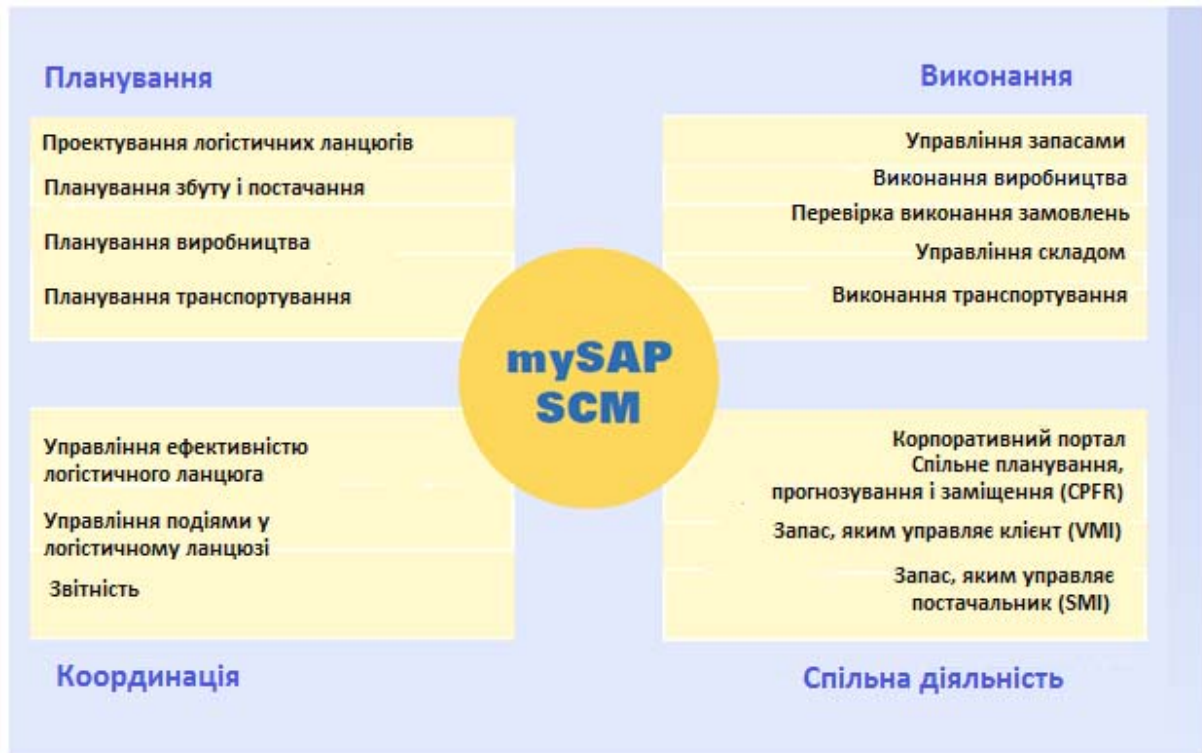 Планування
Проектування логістичних ланцюгів
Планування збуту і постачання
Планування виробництва
Планування транспортування
Виконання
Управління запасами
Виконання виробництва
Перевірка виконання замовлень
Управління складом
Виконання транспортування
mySAP
SCM
Управління ефективністю
логістичного ланцюга
Управління подіями у
логістичному ланцюзі
Звітність
Координація
Корпоративний портал
Спільне планування,
прогнозування і заміщення (CPFR)
Запас, яким управляє клієнт (VMI)
Запас, яким управляє
постачальник (SMI)
Спільна діяльність